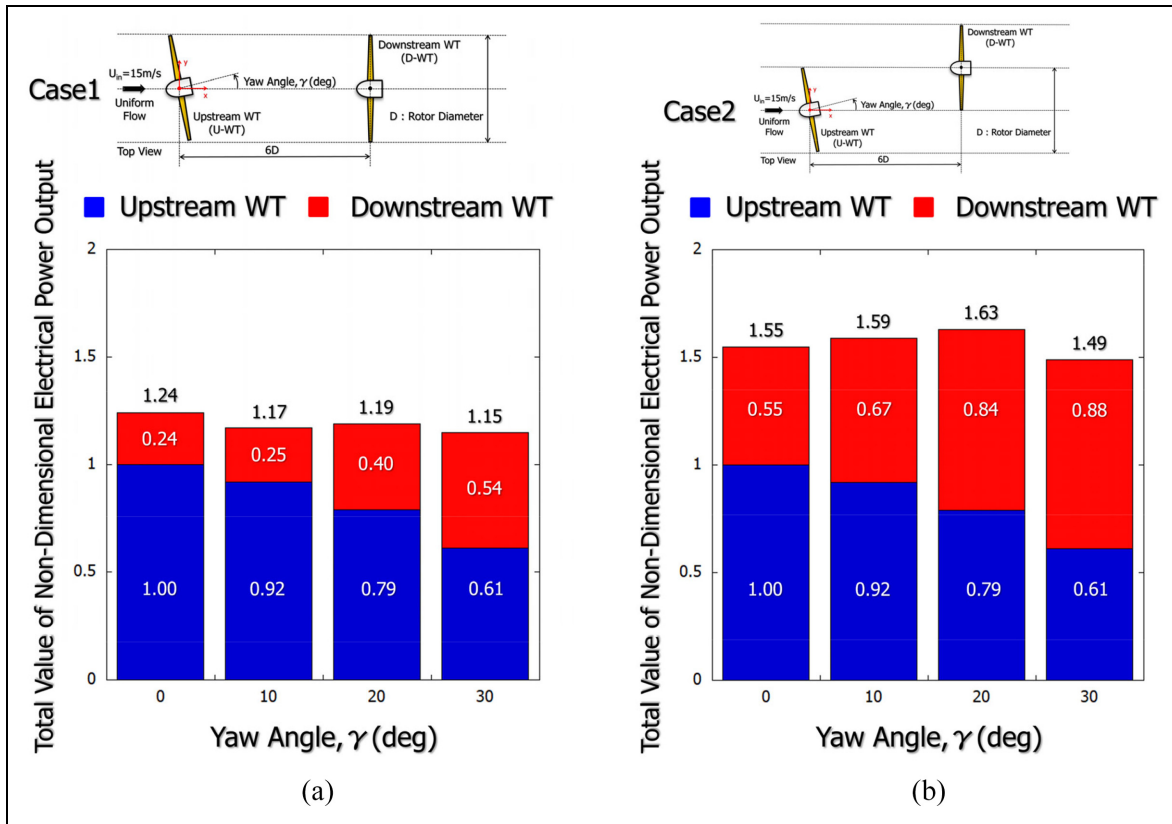 Case1
U_in=15m/s
Uniform
Flow
y
x
Yaw Angle, γ (deg)
Upstream WT
(U-WT)
Downstream WT
(D-WT)
D : Rotor Diameter
Top View
6D
Total Value of Non-Dimensional Electrical Power Output
Upstream WT
Downstream WT
2
1.5
1
0.5
0
1.24
0.24
1.00
1.17
0.25
0.92
1.19
0.40
0.79
1.15
0.54
0.61
0
10
20
30
Yaw Angle, γ (deg)
(a)
Case2
Downstream WT
(D-WT)
U_in=15m/s
Uniform
Flow
y
x
Yaw Angle, γ (deg)
Upstream WT
(U-WT)
D : Rotor Diameter
Top View
6D
Total Value of Non-Dimensional Electrical Power Output
Upstream WT
Downstream WT
2
1.5
1
0.5
0
1.55
0.55
1.00
1.59
0.67
0.92
1.63
0.84
0.79
1.49
0.88
0.61
0
10
20
30
Yaw Angle, γ (deg)
(b)